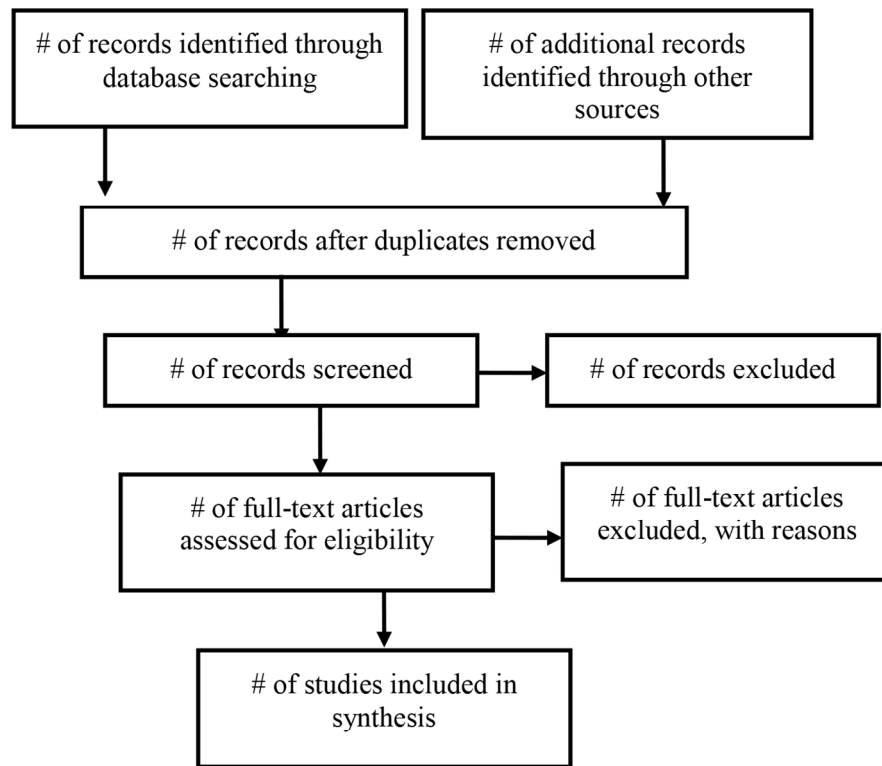 # of records identified through
database searching
# of additional records
identified through other
sources
# of records after duplicates removed
# of records screened
# of records excluded
# of full-text articles
assessed for eligibility
# of full-text articles
excluded, with reasons
# of studies included in
synthesis